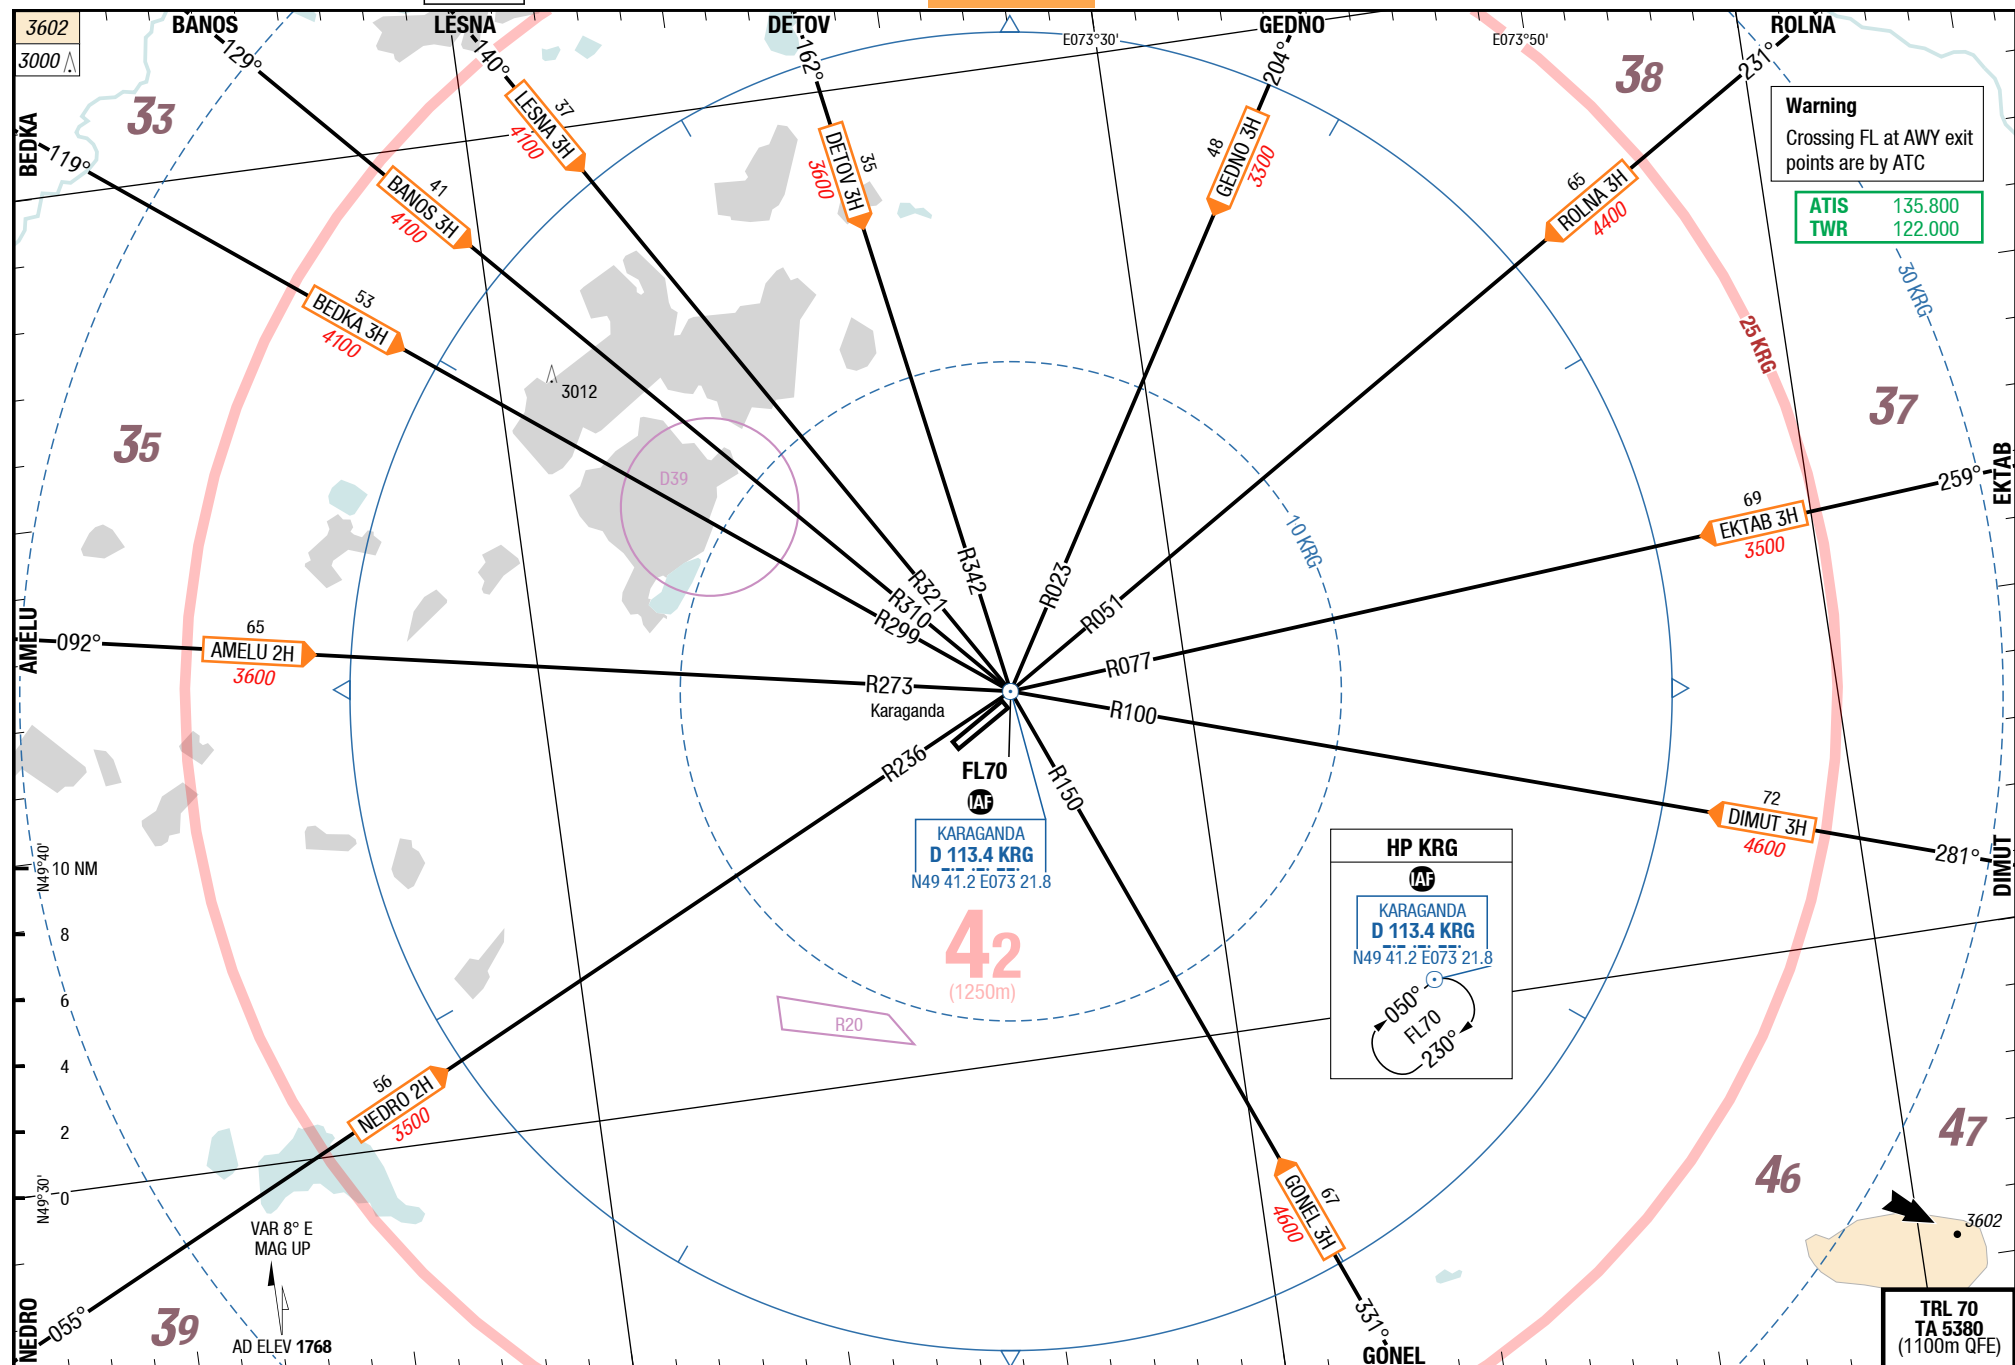 3602
3000
BANOS
LESNA
DETOV
GEDNO
ROLNA
E073°30'
E073°50'
129°
140°
162°
204°
231°
33
38
Warning
Crossing FL at AWY exit
points are by ATC
ATIS 135.800
TWR 122.000
BEDKA
119°
37
LESNA 3H
4100
35
DETOV 3H
3600
48
GEDNO 3H
3300
65
ROLNA 3H
4400
41
BANOS 3H
4100
53
BEDKA 3H
4100
30 KRG
25 KRG
3012
35
37
D39
10 KRG
EKTAB
259°
69
EKTAB 3H
3500
R342
R023
R321
R310
R299
R051
AMELU
092°
65
AMELU 2H
3600
R273
R077
Karaganda
R100
R236
R150
FL70
IAF
KARAGANDA
D 113.4 KRG
N49 41.2 E073 21.8
72
DIMUT 3H
4600
281°
DIMUT
HP KRG
IAF
KARAGANDA
D 113.4 KRG
N49 41.2 E073 21.8
050°
FL70
230°
N49°40'
10 NM
8
6
4
2
0
N49°30'
42
(1250m)
R20
56
NEDRO 2H
3500
47
46
67
GONEL 3H
4600
3602
VAR 8° E
MAG UP
AD ELEV 1768
NEDRO
055°
39
331°
GONEL
TRL 70
TA 5380
(1100m QFE)